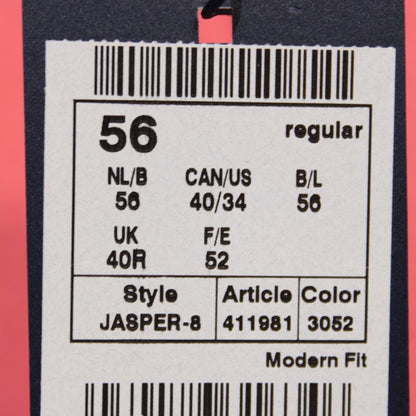 56 regular
NL/B CAN/US B/L
56 40/34 56
UK F/E
40R 52
Style Article Color
JASPER-8 411981 3052
Modern Fit